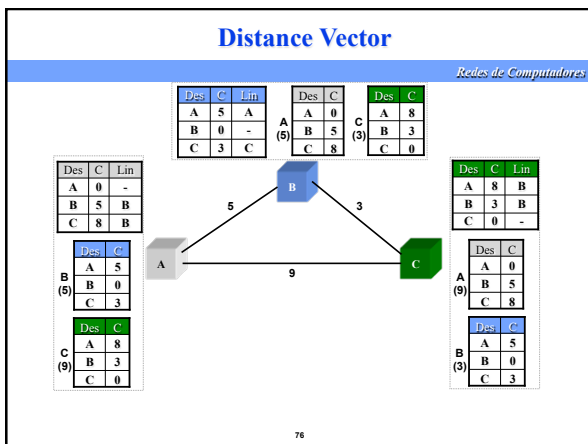 Distance Vector
Redes de Computadores
Des C Lin
A 5 A
B 0 -
C 3 C
A
(5)
Des C
A 0
B 5
C 8
C
(3)
Des C
A 8
B 3
C 0
Des C Lin
A 0 -
B 5 B
C 8 B
B
(5)
Des C
A 5
B 0
C 3
C
(9)
Des C
A 8
B 3
C 0
B
5
3
A
9
C
Des C Lin
A 8 B
B 3 B
C 0 -
A
(9)
Des C
A 0
B 5
C 8
B
(3)
Des C
A 5
B 0
C 3
76